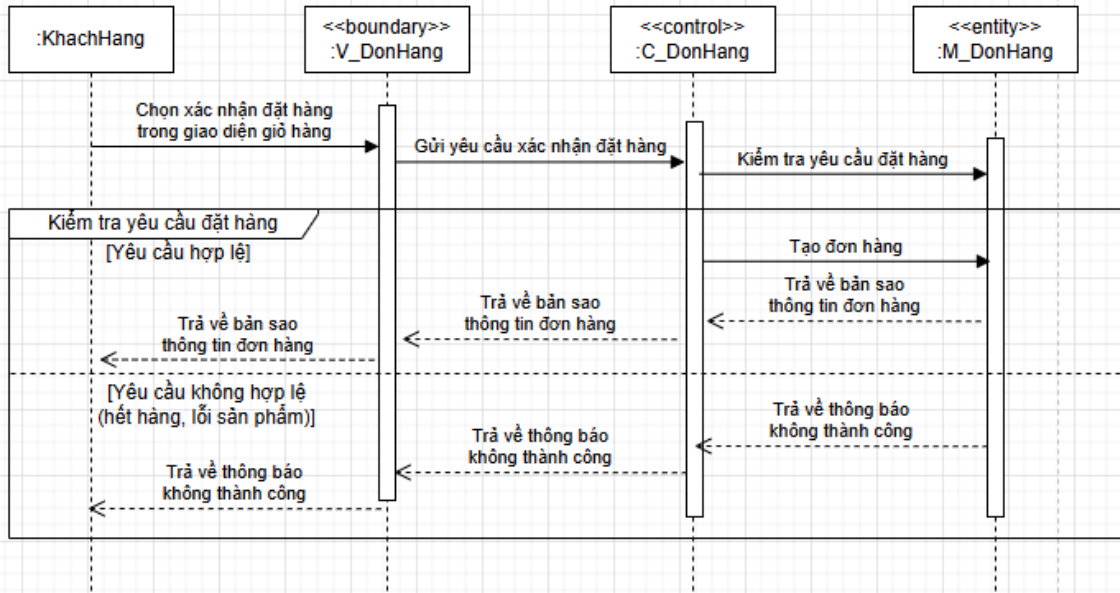 :KhachHang
<<boundary>>
:V_DonHang
<<control>>
:C_DonHang
<<entity>>
:M_DonHang
Chọn xác nhận đặt hàng
trong giao diện giỏ hàng
Gửi yêu cầu xác nhận đặt hàng
Kiểm tra yêu cầu đặt hàng
Kiểm tra yêu cầu đặt hàng
[Yêu cầu hợp lệ]
Tạo đơn hàng
Trả về bản sao
thông tin đơn hàng
Trả về bản sao
thông tin đơn hàng
Trả về bản sao
thông tin đơn hàng
[Yêu cầu không hợp lệ
(hết hàng, lỗi sản phẩm)]
Trả về thông báo
không thành công
Trả về thông báo
không thành công
Trả về thông báo
không thành công